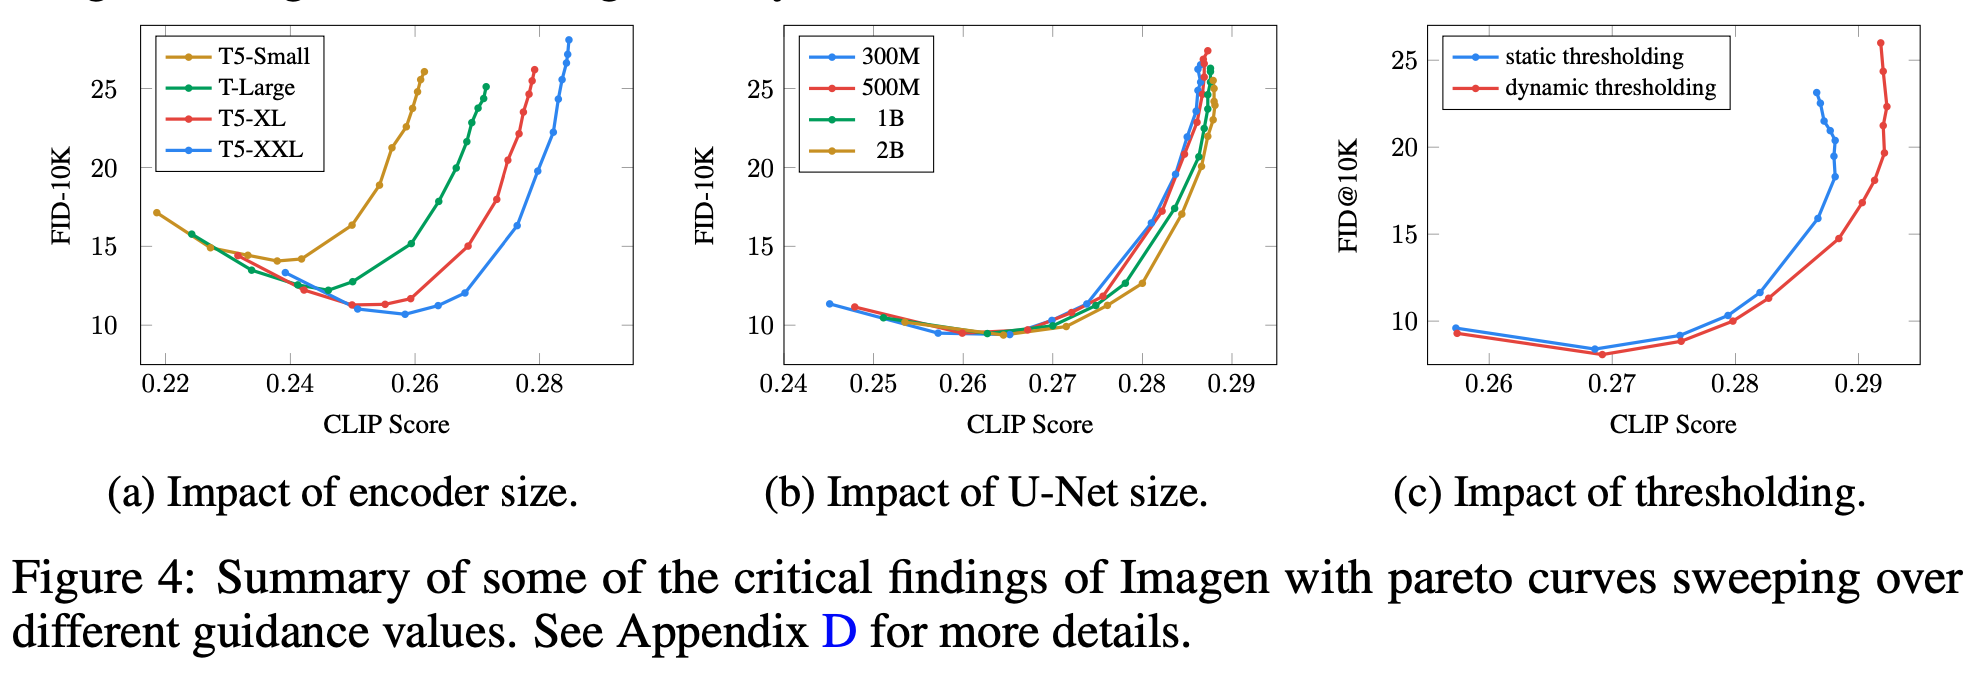 T5-Small
T-Large
T5-XL
T5-XXL
25
20
15
10
FID-10K
0.22 0.24 0.26 0.28
CLIP Score
(a) Impact of encoder size.
300M
500M
1B
2B
25
20
15
10
FID-10K
0.24 0.25 0.26 0.27 0.28 0.29
CLIP Score
(b) Impact of U-Net size.
static thresholding
dynamic thresholding
25
20
15
10
FID@10K
0.26 0.27 0.28 0.29
CLIP Score
(c) Impact of thresholding.
Figure 4: Summary of some of the critical findings of Imagen with pareto curves sweeping over
different guidance values. See Appendix D for more details.